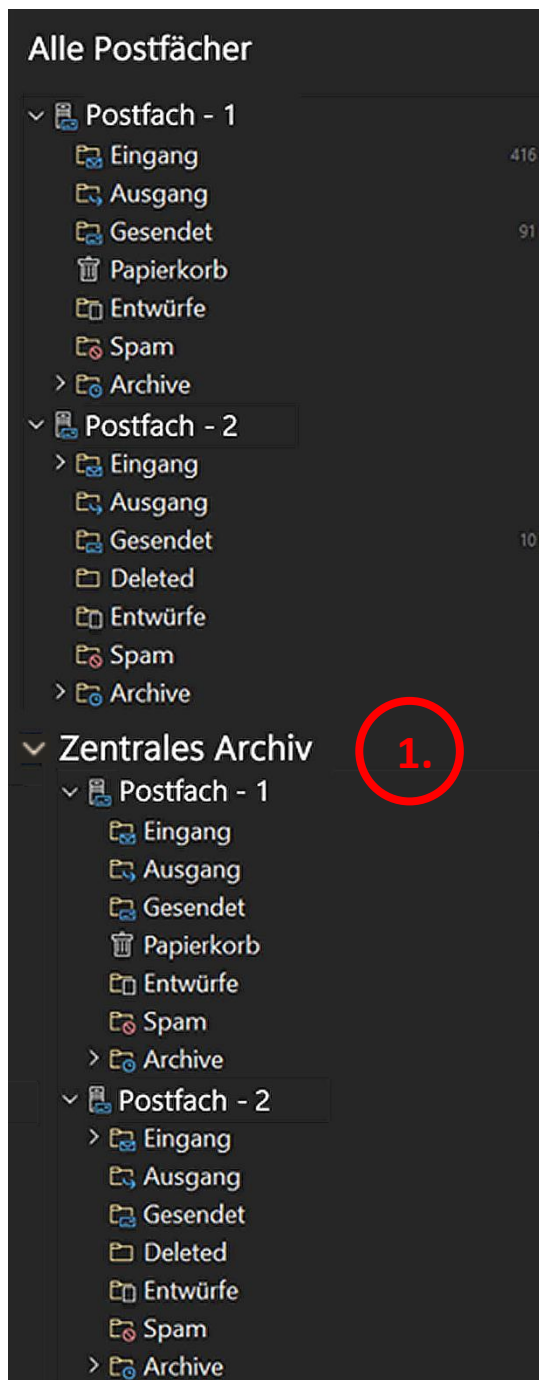 Alle Postfächer
Postfach - 1
Eingang 416
Ausgang
Gesendet 91
Papierkorb
Entwürfe
Spam
Archive
Postfach - 2
Eingang
Ausgang
Gesendet 10
Deleted
Entwürfe
Spam
Archive
Zentrales Archiv 1.
Postfach - 1
Eingang
Ausgang
Gesendet
Papierkorb
Entwürfe
Spam
Archive
Postfach - 2
Eingang
Ausgang
Gesendet
Deleted
Entwürfe
Spam
Archive